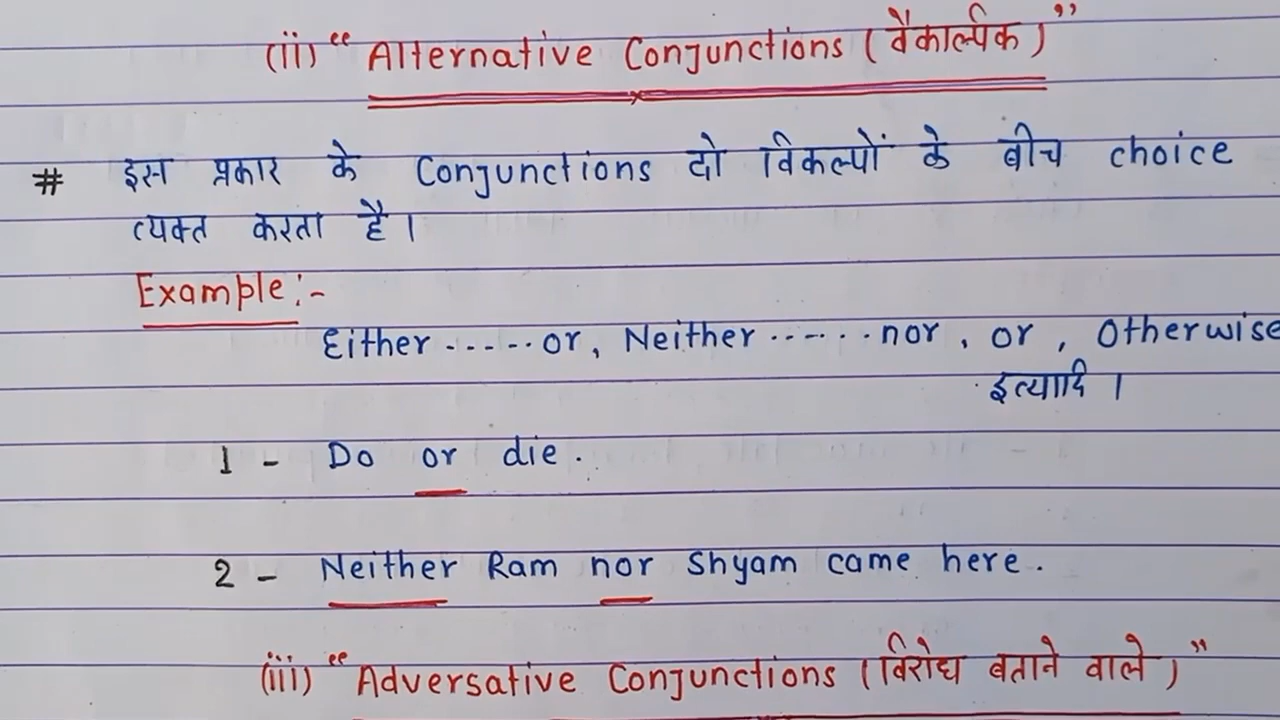 (ii) “ Alternative Conjunctions ( वैकाल्पिक ) ”
# इस प्रकार के Conjunctions दो विकल्पों के बीच choice
व्यक्त करता है ।
Example :-
Either ...... or, Neither ...... nor, or, Otherwise
इत्यादि ।
1 - Do or die.
2 - Neither Ram nor Shyam came here.
(iii) “ Adversative Conjunctions ( विरोध बताने वाले ) ”